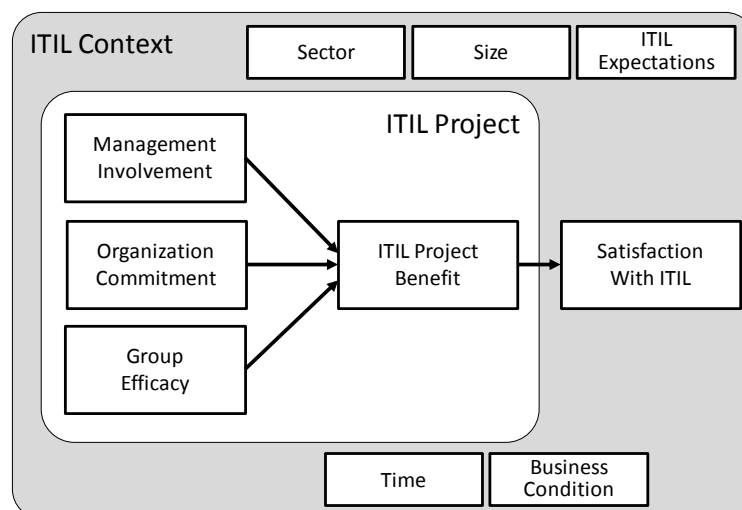 ITIL Context
Sector
Size
ITIL
Expectations
ITIL Project
Management
Involvement
Organization
Commitment
ITIL Project
Benefit
Satisfaction
With ITIL
Group
Efficacy
Time
Business
Condition